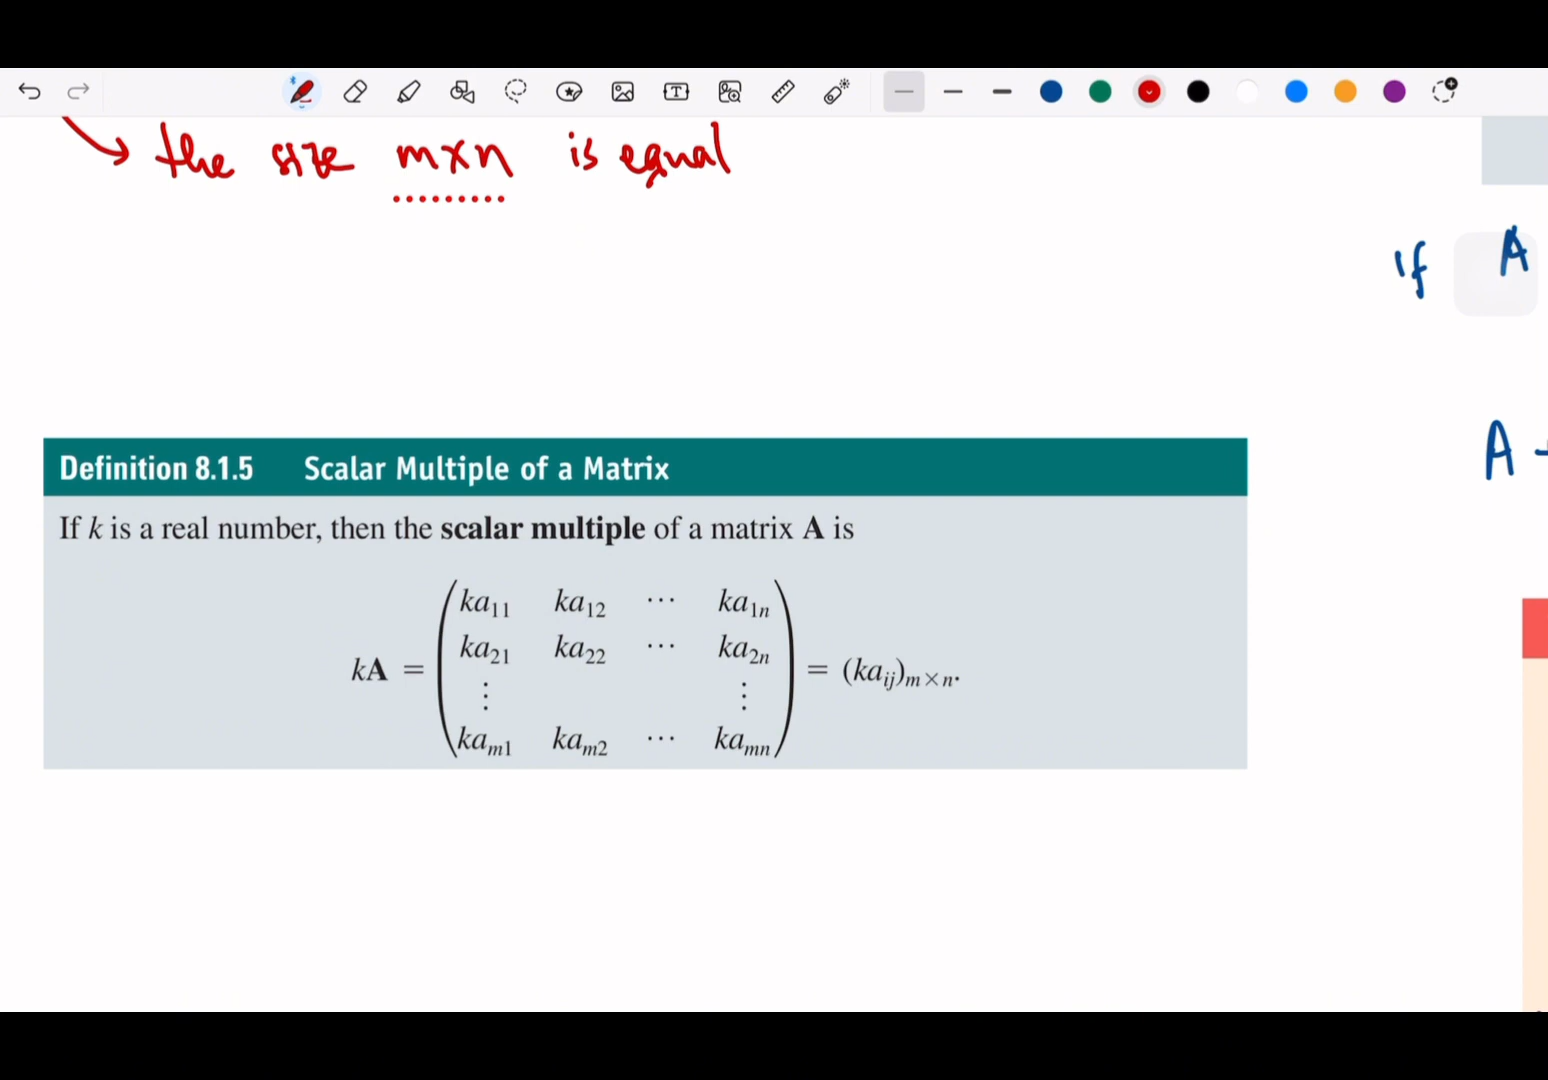 the size m×n is equal
If A
A
Definition 8.1.5 Scalar Multiple of a Matrix
If k is a real number, then the scalar multiple of a matrix A is
ka₁₁ ka₁₂ ⋯ ka₁ₙ
ka₂₁ ka₂₂ ⋯ ka₂ₙ
kA = ⋮ ⋮ = (kaᵢⱼ)ₘ×ₙ.
kaₘ₁ kaₘ₂ ⋯ kaₘₙ